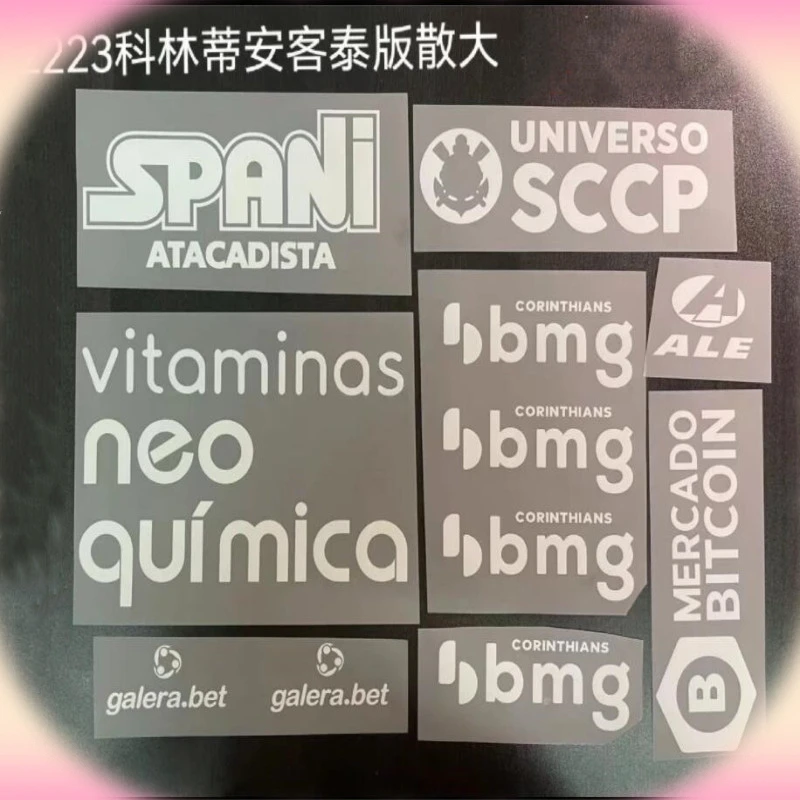 2223科林蒂安客泰版散大
SPANI
ATACADISTA
UNIVERSO
SCCP
vitaminas
neo
química
CORINTHIANS
bmg
CORINTHIANS
bmg
CORINTHIANS
bmg
ALE
MERCADO
BITCOIN
B
galera.bet
galera.bet
CORINTHIANS
bmg